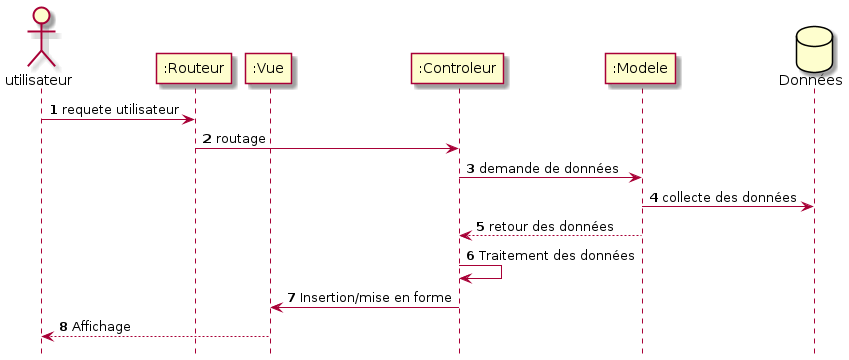 utilisateur
:Routeur
:Vue
:Controleur
:Modele
Données
1 requete utilisateur
2 routage
3 demande de données
4 collecte des données
5 retour des données
6 Traitement des données
7 Insertion/mise en forme
8 Affichage